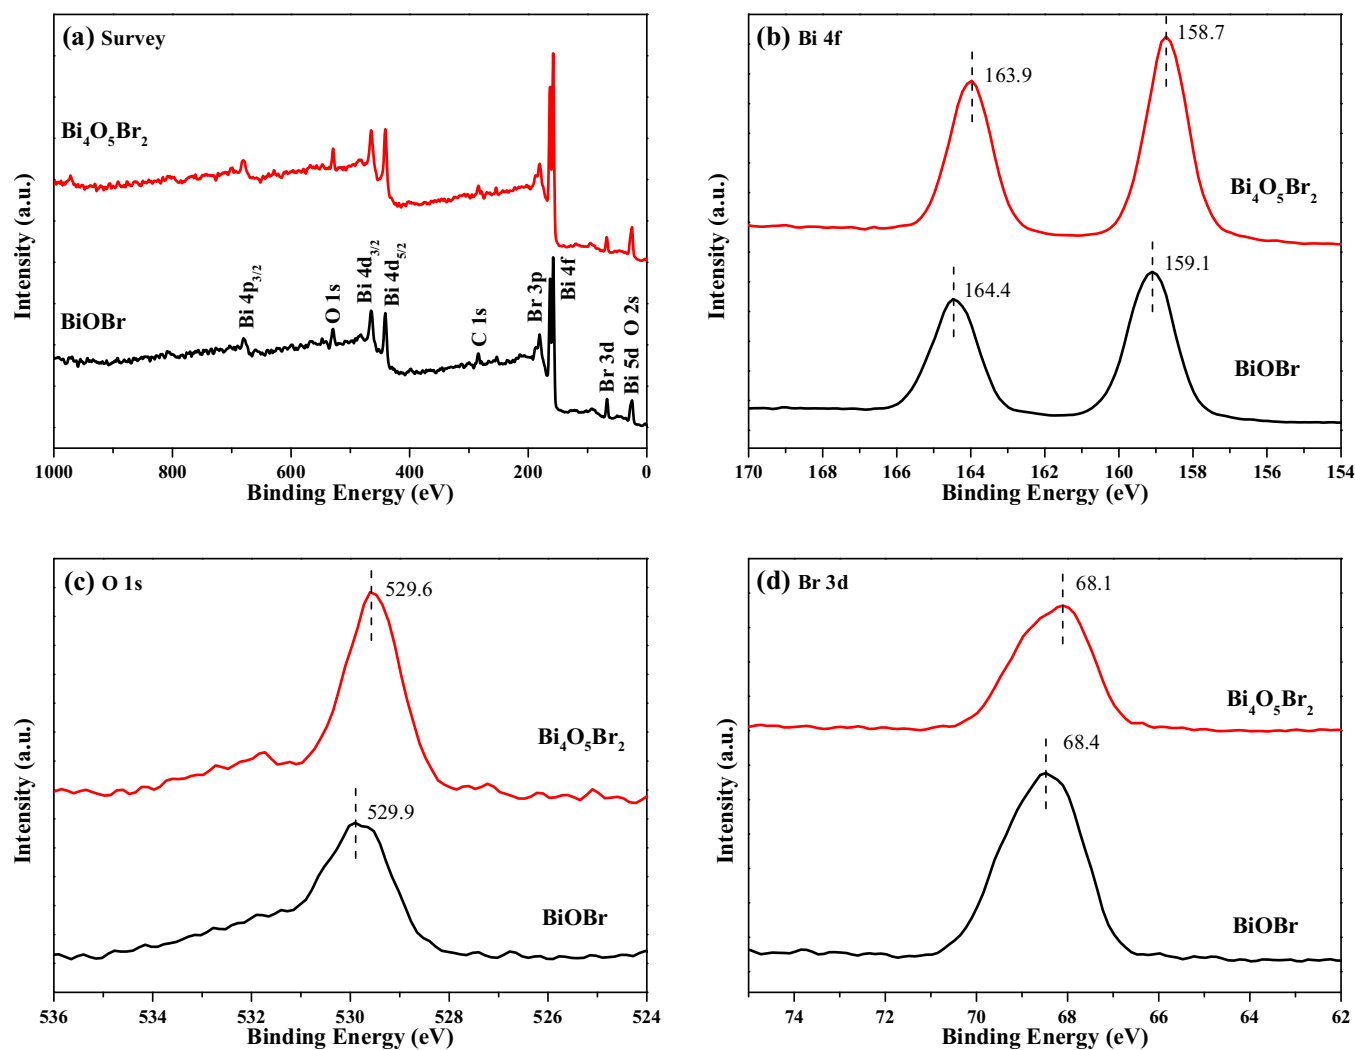 (a) Survey
Bi₄O₅Br₂
BiOBr
Bi 4p₃/₂
O 1s
Bi 4d₃/₂
Bi 4d₅/₂
C 1s
Br 3p
Bi 4f
Br 3d
Bi 5d O 2s
Intensity (a.u.)
1000 800 600 400 200 0
Binding Energy (eV)
(b) Bi 4f
158.7
163.9
Bi₄O₅Br₂
159.1
164.4
BiOBr
Intensity (a.u.)
170 168 166 164 162 160 158 156 154
Binding Energy (eV)
(c) O 1s
529.6
Bi₄O₅Br₂
529.9
BiOBr
Intensity (a.u.)
536 534 532 530 528 526 524
Binding Energy (eV)
(d) Br 3d
68.1
Bi₄O₅Br₂
68.4
BiOBr
Intensity (a.u.)
74 72 70 68 66 64 62
Binding Energy (eV)